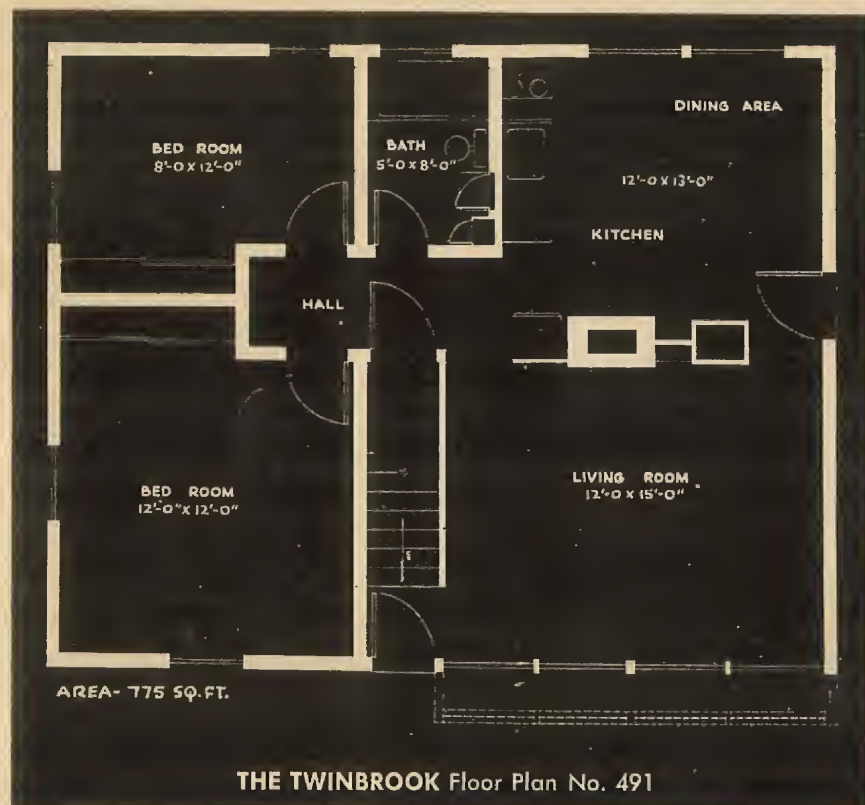 DINING AREA
BED ROOM
8'-0 X 12'-0"
BATH
5'-0 X 8'-0"
12'-0 X 13'-0"
KITCHEN
HALL
LIVING ROOM
12'-0 X 15'-0"
BED ROOM
12'-0" X 12'-0"
AREA- 775 SQ.FT.
THE TWINBROOK Floor Plan No. 491